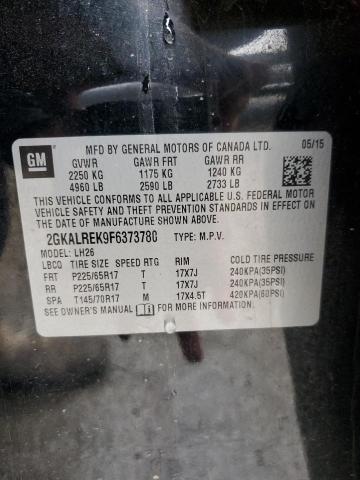 GM
MFD BY GENERAL MOTORS OF CANADA LTD. 05/15
GVWR GAWR FRT GAWR RR
2250 KG 1175 KG 1240 KG
4960 LB 2590 LB 2733 LB
THIS VEHICLE CONFORMS TO ALL APPLICABLE U.S. FEDERAL MOTOR
VEHICLE SAFETY AND THEFT PREVENTION STANDARDS IN EFFECT ON
THE DATE OF MANUFACTURE SHOWN ABOVE.
2GKALREK9F6373780 TYPE: M.P.V.
MODEL: LH26
LBCQ TIRE SIZE SPEED RTG RIM COLD TIRE PRESSURE
FRT P225/65R17 T 17X7J 240KPA(35PSI)
RR P225/65R17 T 17X7J 240KPA(35PSI)
SPA T145/70R17 M 17X4.5T 420KPA(60PSI)
SEE OWNER'S MANUAL FOR MORE INFORMATION.